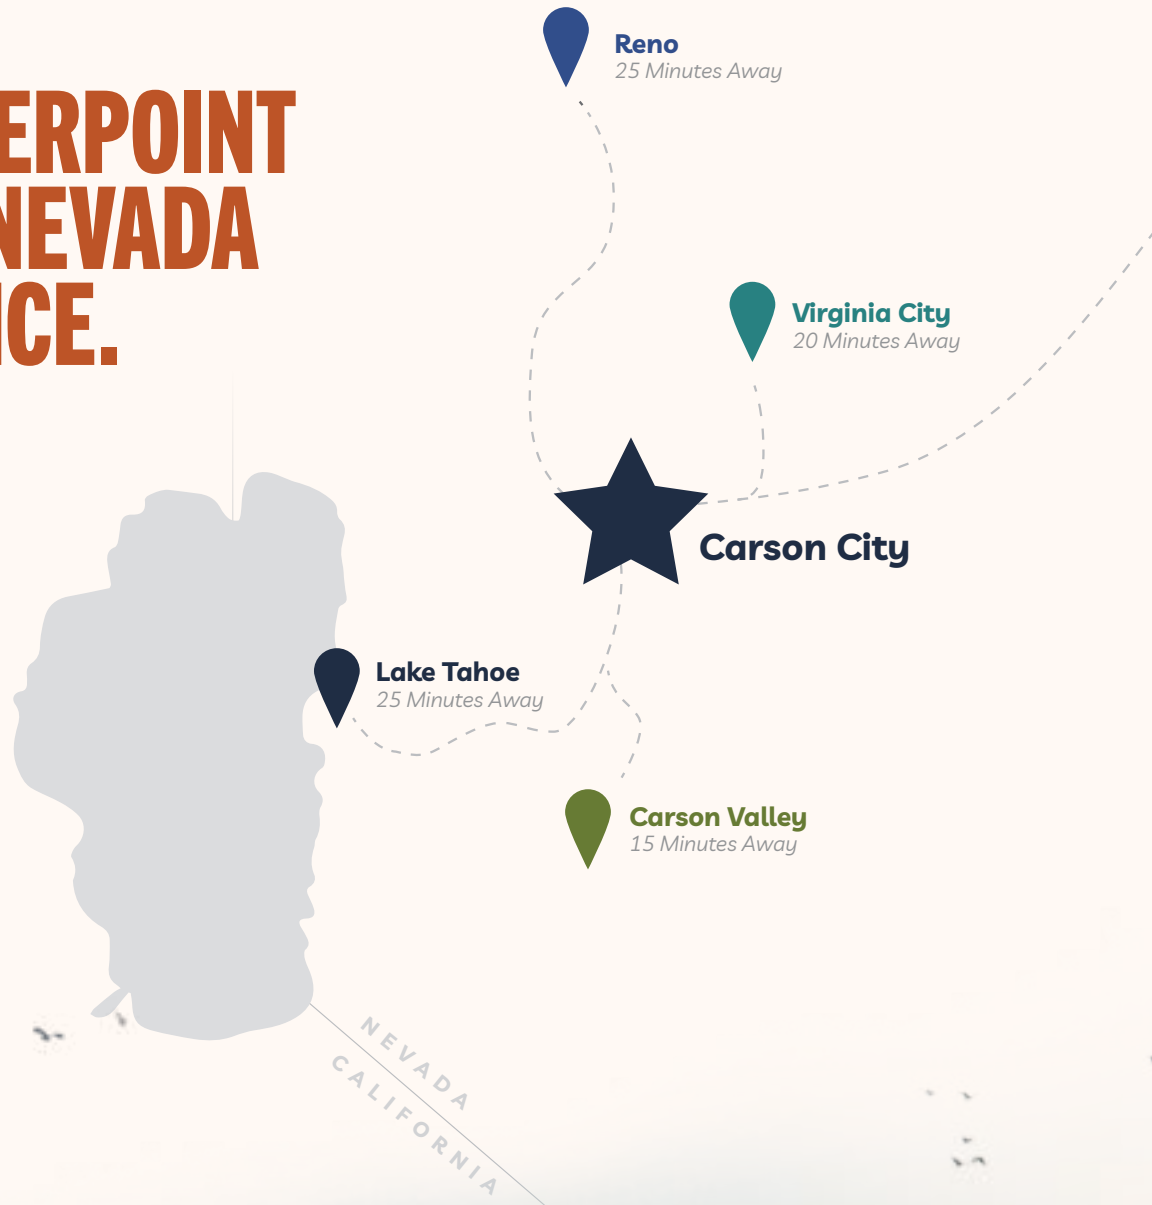 ERPOINT
NEVADA
ICE.
Reno
25 Minutes Away
Virginia City
20 Minutes Away
Carson City
Lake Tahoe
25 Minutes Away
Carson Valley
15 Minutes Away
NEVADA
CALIFORNIA